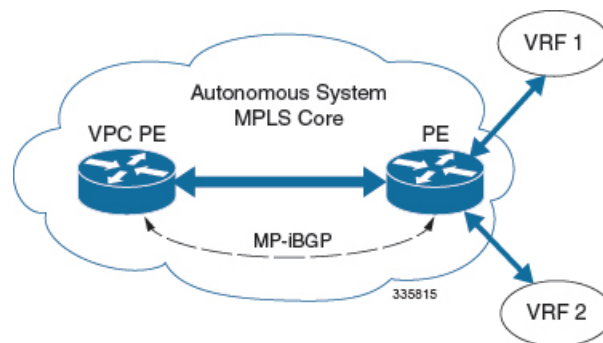 VRF 1
Autonomous System
MPLS Core
VPC PE
PE
MP-iBGP
335815
VRF 2